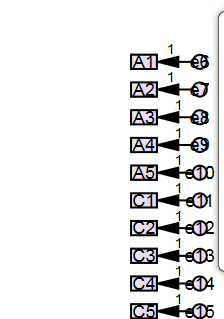 A1 1 e6
A2 1 e7
A3 1 e8
A4 1 e9
A5 1 e10
C1 1 e11
C2 1 e12
C3 1 e13
C4 1 e14
C5 1 e15